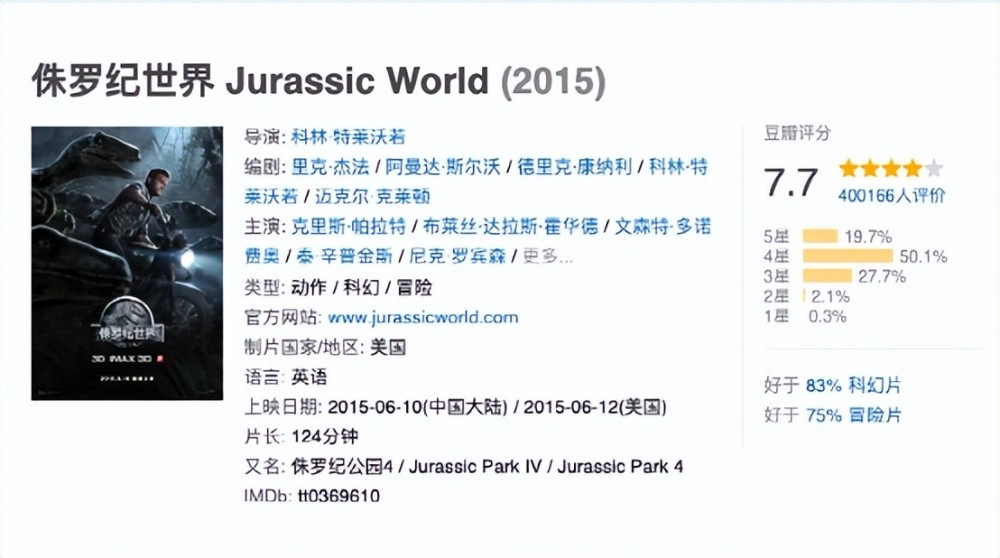 侏罗纪世界 Jurassic World (2015)
导演: 科林·特莱沃若
编剧: 里克·杰法 / 阿曼达·斯尔沃 / 德里克·康纳利 / 科林·特
莱沃若 / 迈克尔·克莱顿
主演: 克里斯·帕拉特 / 布莱丝·达拉斯·霍华德 / 文森特·多诺
费奥 / 泰·辛普金斯 / 尼克·罗宾森 / 更多...
类型: 动作 / 科幻 / 冒险
官方网站: www.jurassicworld.com
制片国家/地区: 美国
语言: 英语
上映日期: 2015-06-10(中国大陆) / 2015-06-12(美国)
片长: 124分钟
又名: 侏罗纪公园4 / Jurassic Park IV / Jurassic Park 4
IMDb: tt0369610
侏罗纪世界
3D IMAX 3D
豆瓣评分
7.7
400166人评价
5星 19.7%
4星 50.1%
3星 27.7%
2星 2.1%
1星 0.3%
好于 83% 科幻片
好于 75% 冒险片